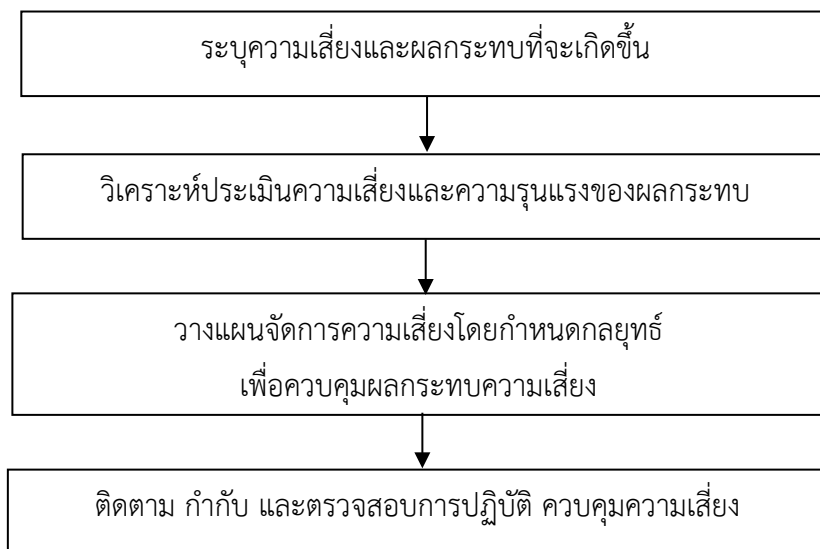 ระบุความเสี่ยงและผลกระทบที่จะเกิดขึ้น
วิเคราะห์ประเมินความเสี่ยงและความรุนแรงของผลกระทบ
วางแผนจัดการความเสี่ยงโดยกำหนดกลยุทธ์
เพื่อควบคุมผลกระทบความเสี่ยง
ติดตาม กำกับ และตรวจสอบการปฏิบัติ ควบคุมความเสี่ยง